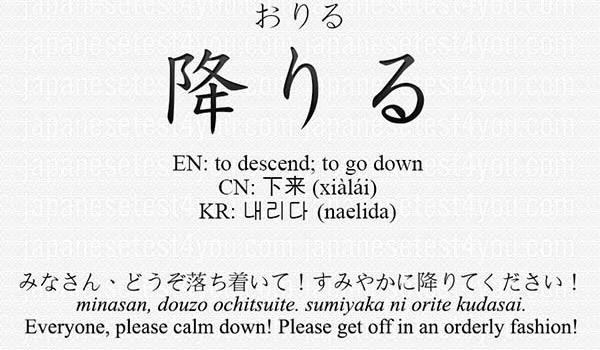 おりる
降りる
EN: to descend; to go down
CN: 下来 (xiàlái)
KR: 내리다 (naelida)
みなさん、どうぞ落ち着いて！すみやかに降りてください！
minasan, douzo ochitsuite. sumiyaka ni orite kudasai.
Everyone, please calm down! Please get off in an orderly fashion!
japanesetest4you.com